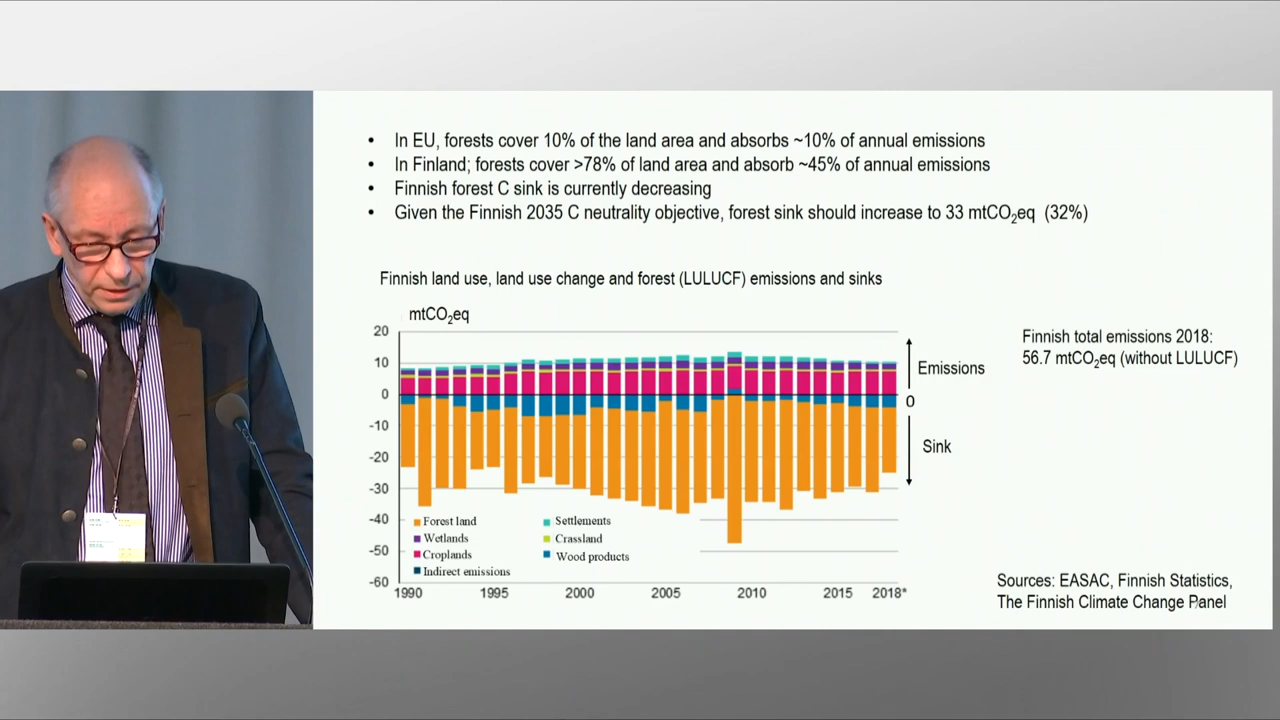 • In EU, forests cover 10% of the land area and absorbs ~10% of annual emissions
• In Finland; forests cover >78% of land area and absorb ~45% of annual emissions
• Finnish forest C sink is currently decreasing
• Given the Finnish 2035 C neutrality objective, forest sink should increase to 33 mtCO₂eq (32%)
Finnish land use, land use change and forest (LULUCF) emissions and sinks
mtCO₂eq
20
10
0
-10
-20
-30
-40
-50
-60
1990 1995 2000 2005 2010 2015 2018*
Forest land
Wetlands
Croplands
Indirect emissions
Settlements
Crassland
Wood products
Emissions
0
Sink
Finnish total emissions 2018:
56.7 mtCO₂eq (without LULUCF)
Sources: EASAC, Finnish Statistics,
The Finnish Climate Change Panel